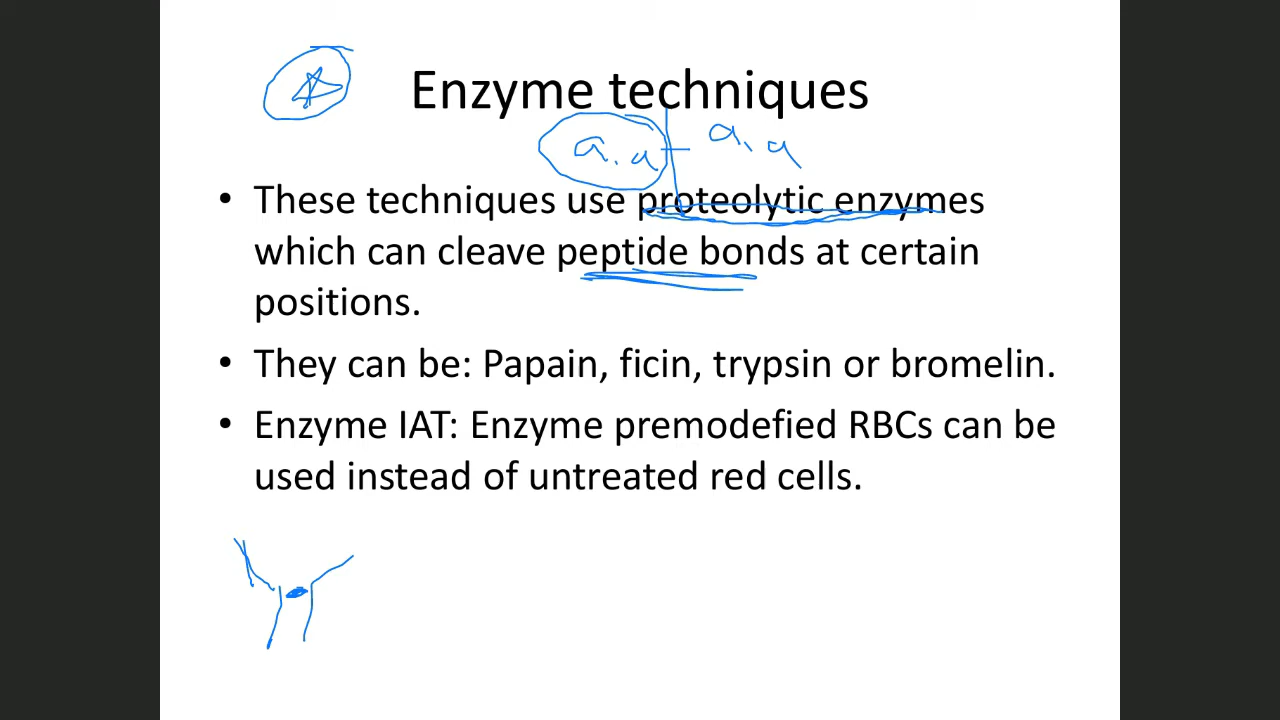 Enzyme techniques
a.a - a.a
• These techniques use proteolytic enzymes
which can cleave peptide bonds at certain
positions.
• They can be: Papain, ficin, trypsin or bromelin.
• Enzyme IAT: Enzyme premodefied RBCs can be
used instead of untreated red cells.